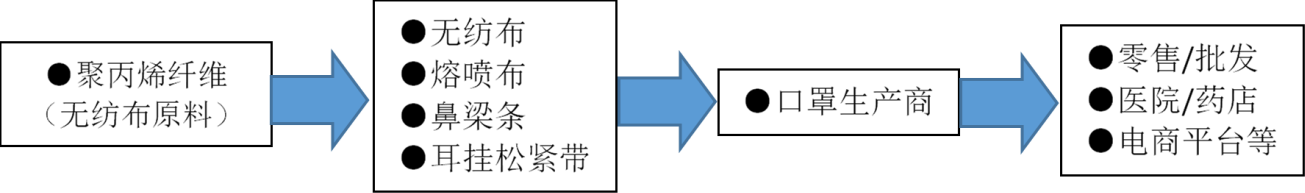 ●聚丙烯纤维
（无纺布原料）
●无纺布
●熔喷布
●鼻梁条
●耳挂松紧带
●口罩生产商
●零售/批发
●医院/药店
●电商平台等